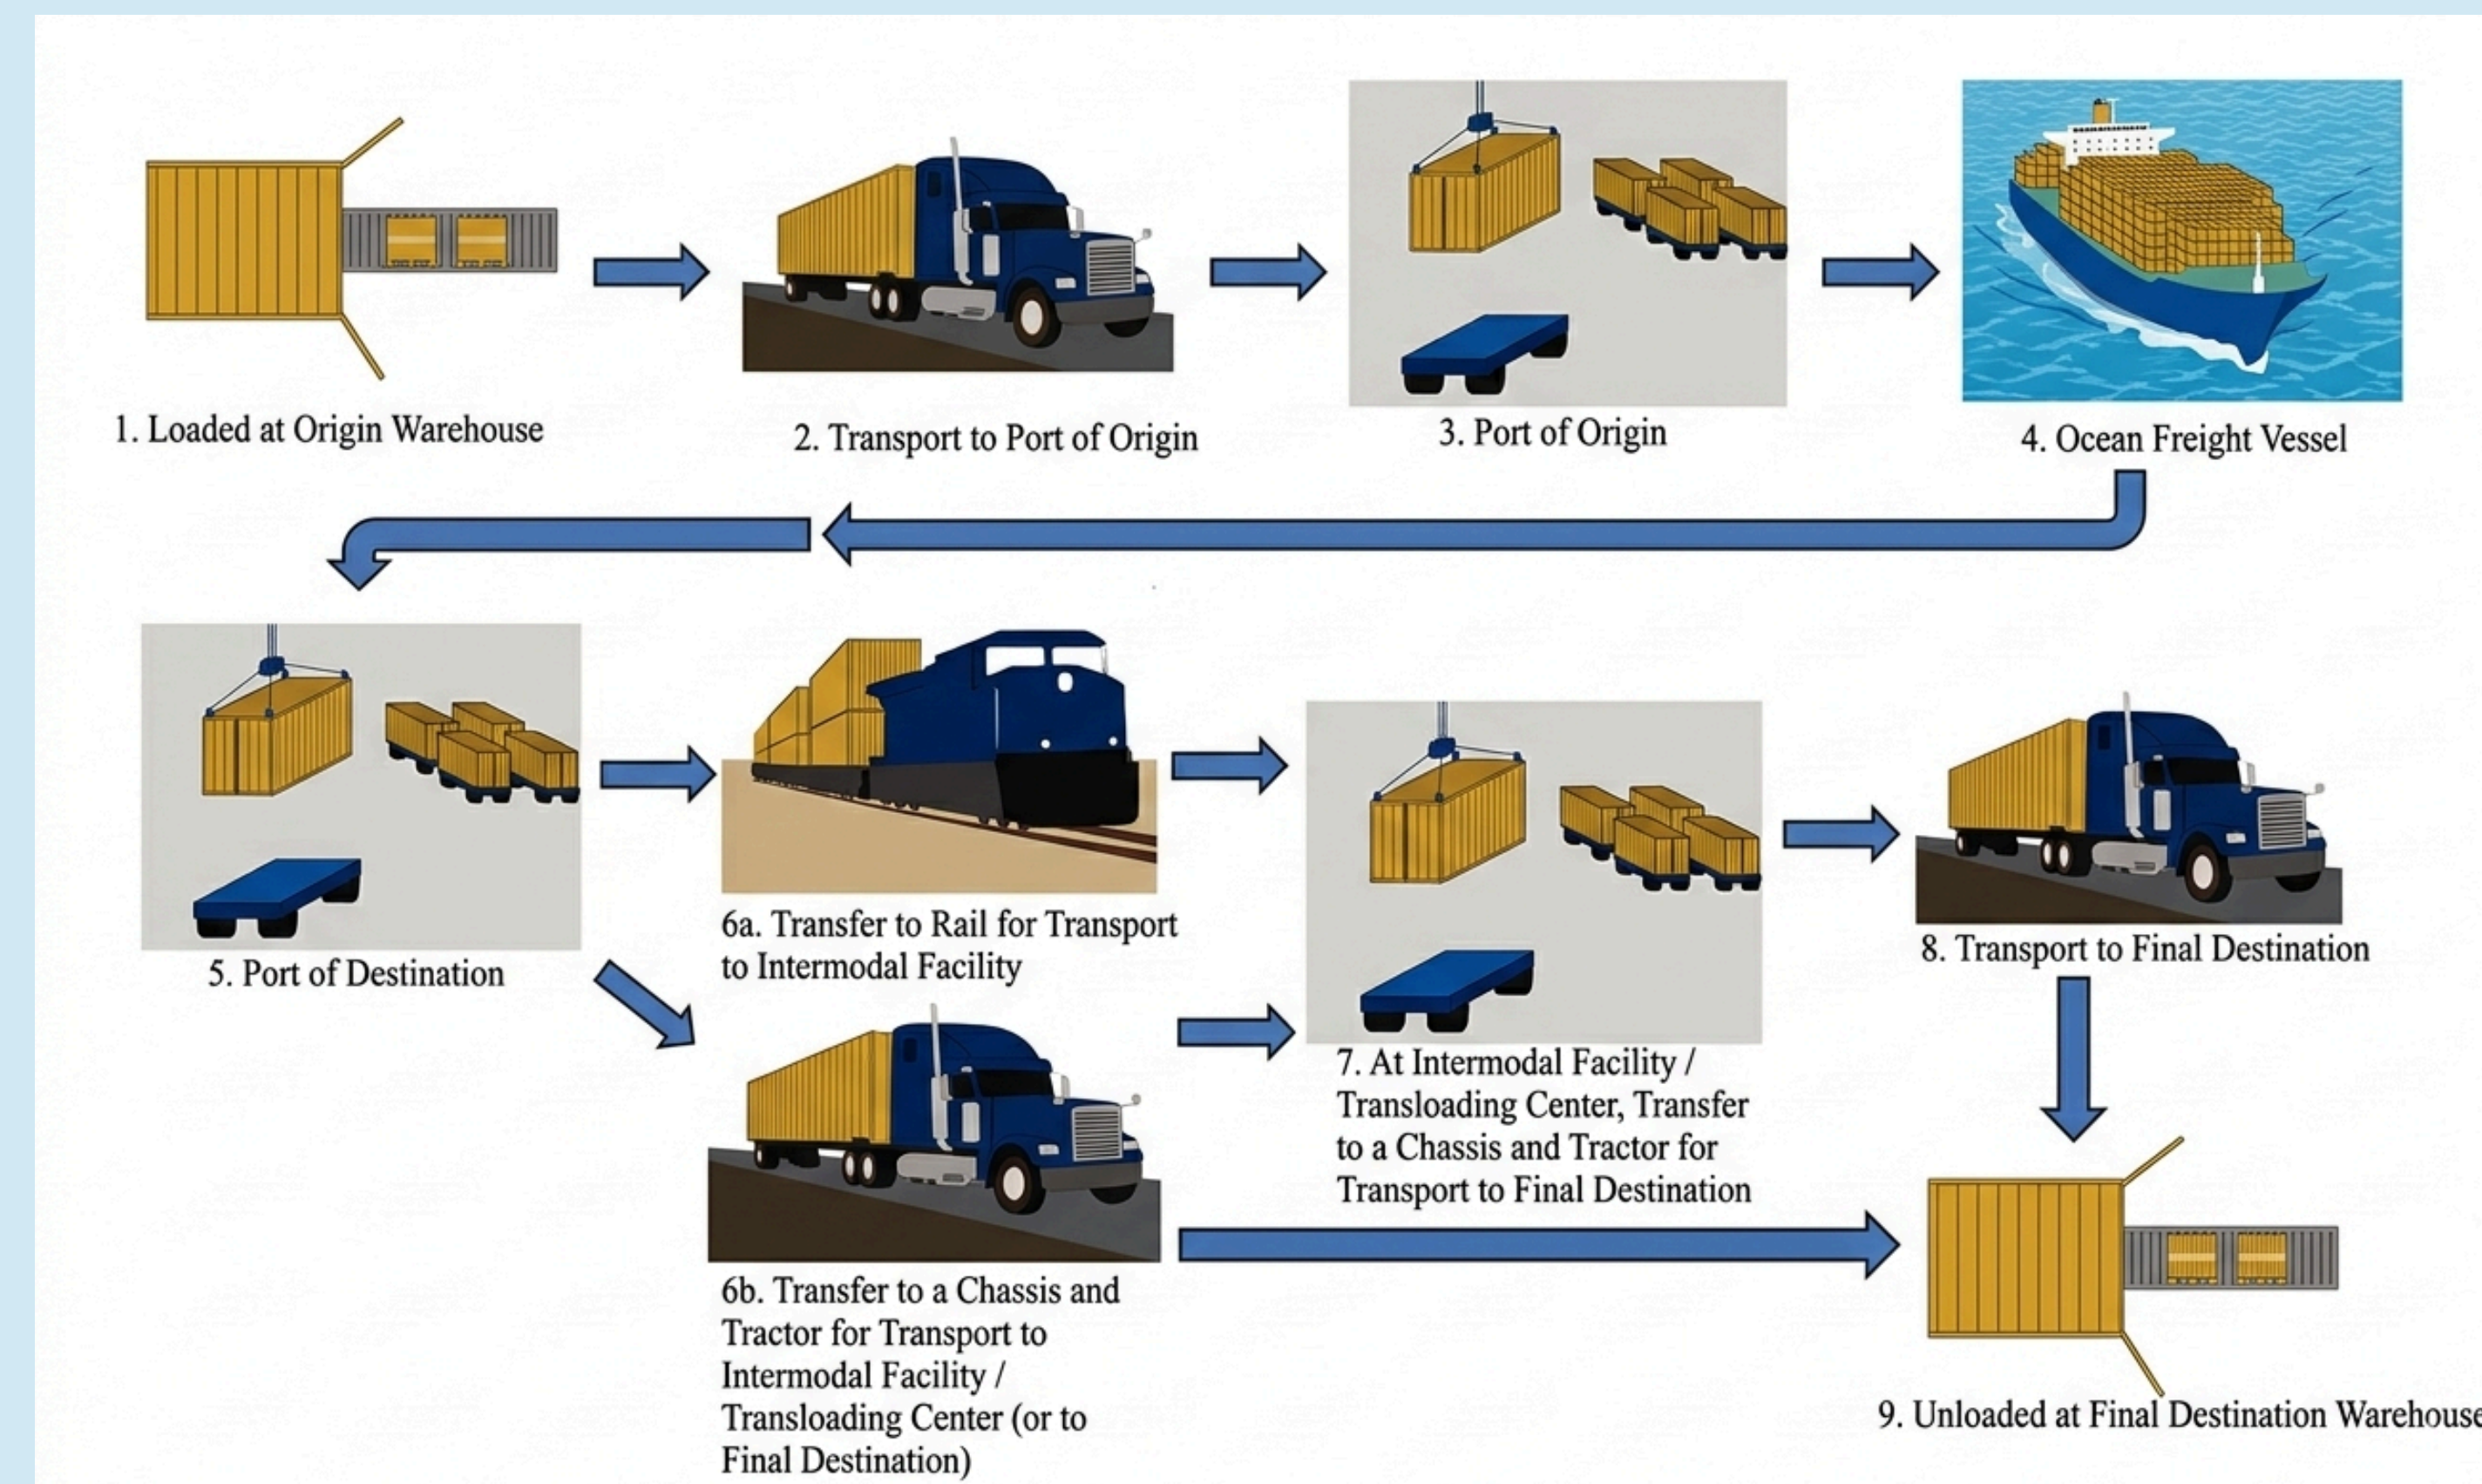 1. Loaded at Origin Warehouse
2. Transport to Port of Origin
3. Port of Origin
4. Ocean Freight Vessel
5. Port of Destination
6a. Transfer to Rail for Transport
to Intermodal Facility
6b. Transfer to a Chassis and
Tractor for Transport to
Intermodal Facility /
Transloading Center (or to
Final Destination)
7. At Intermodal Facility /
Transloading Center, Transfer
to a Chassis and Tractor for
Transport to Final Destination
8. Transport to Final Destination
9. Unloaded at Final Destination Warehouse